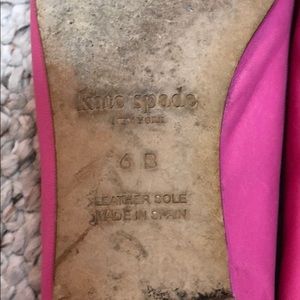 kate spade
NEW YORK
6 B
LEATHER SOLE
MADE IN SPAIN